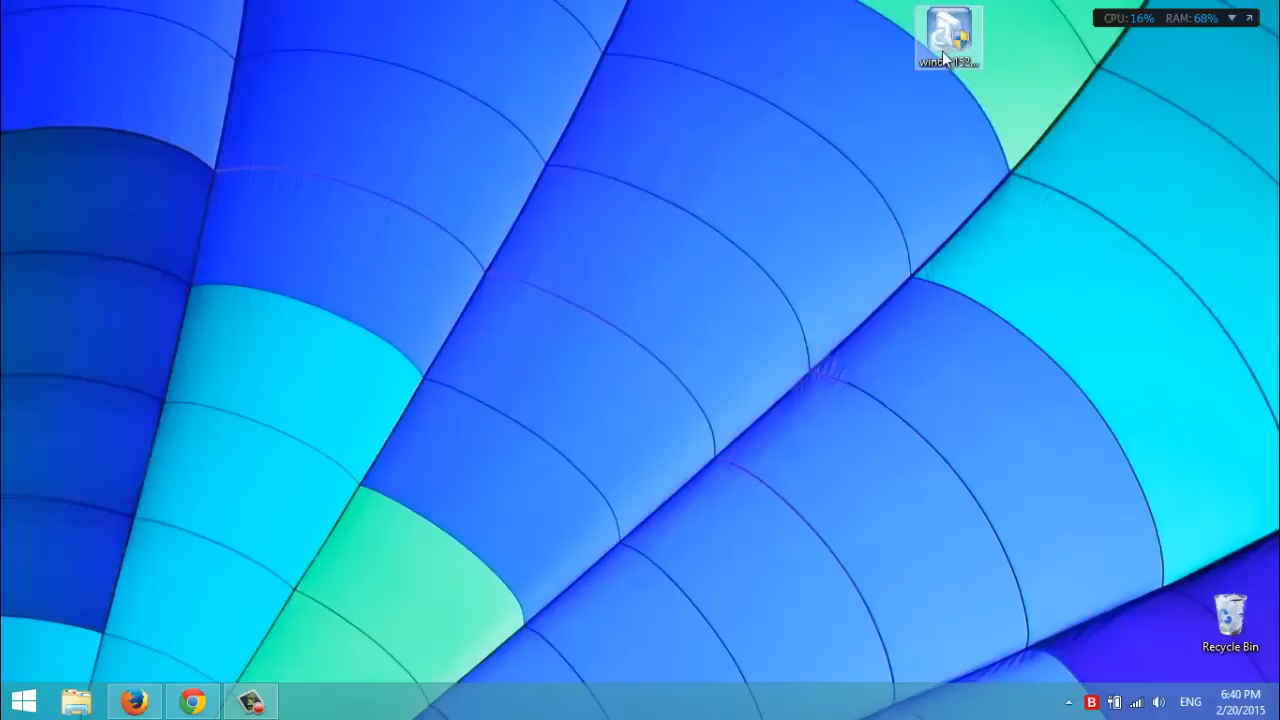 CPU:16% RAM:68%
Recycle Bin
B
ENG
6:40 PM
2/20/2015